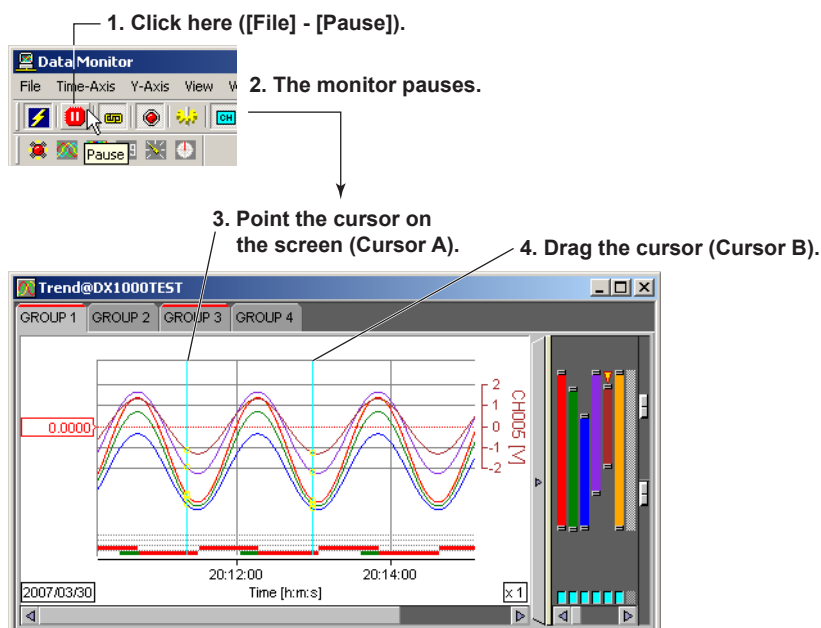 1. Click here ([File] - [Pause]).
Data Monitor
File Time-Axis Y-Axis View
2. The monitor pauses.
CH
Pause
3. Point the cursor on
the screen (Cursor A).
4. Drag the cursor (Cursor B).
Trend@DX1000TEST
GROUP 1 GROUP 2 GROUP 3 GROUP 4
2
1
0.0000
0
-1
-2
CH005 [V]
20:12:00 20:14:00
2007/03/30 Time [h:m:s] x 1